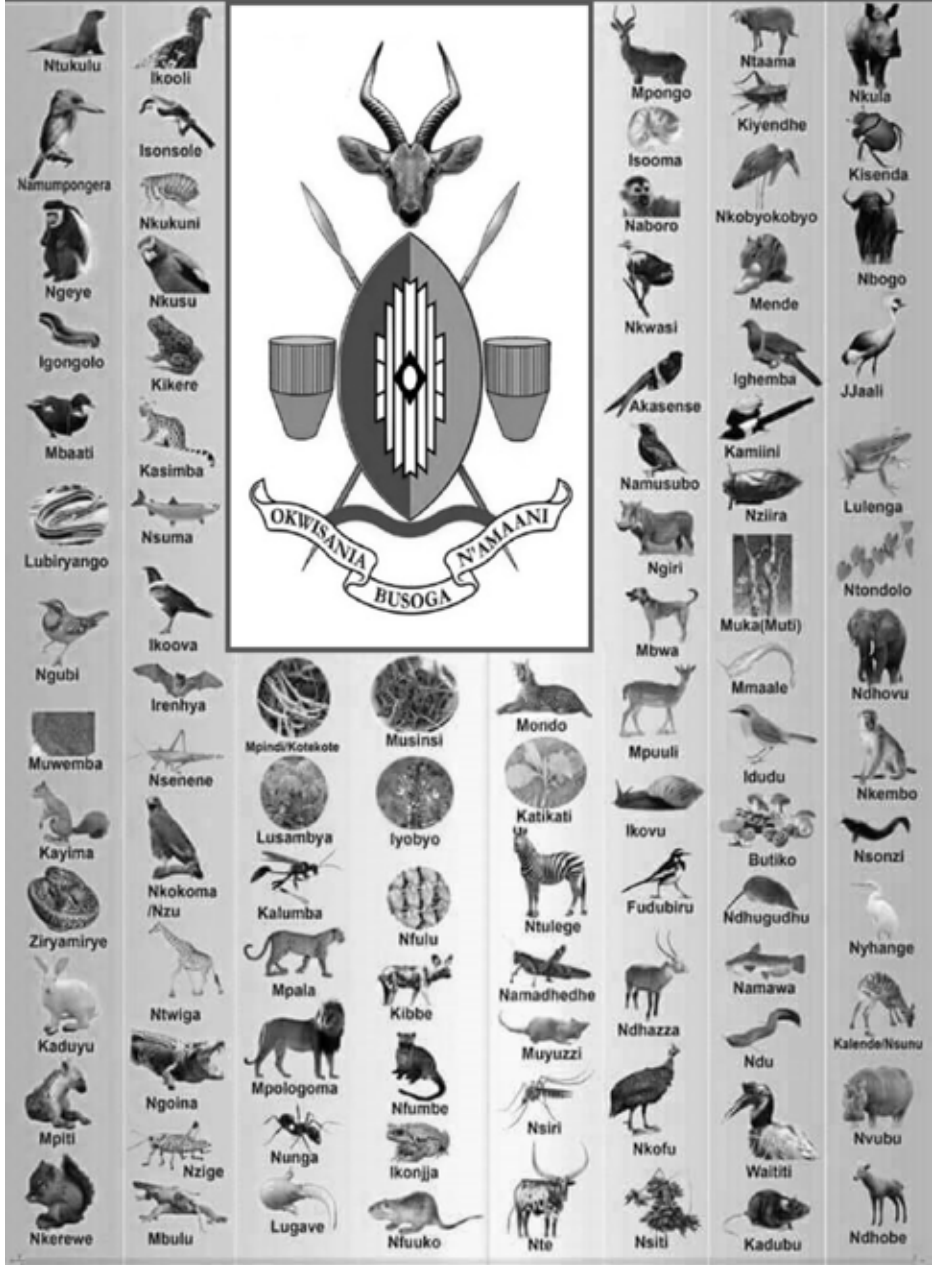 Ntukulu
Namumpongera
Ngeye
Igongolo
Mbaati
Lubiryango
Ngubi
Muwemba
Kayima
Ziryamirye
Kaduyu
Mpiti
Nkerewe
Ikooli
Isonsole
Nkukuni
Nkusu
Kikere
Kasimba
Nsuma
Ikoova
Irenhya
Nsenene
Nkokoma
/Nzu
Ntwiga
Ngoina
Nzige
Mbulu
OKWISANIA
BUSOGA
N'AMAANI
Mpindi/Kotekote
Lusambya
Kalumba
Mpala
Mpologoma
Nunga
Lugave
Musinsi
Iyobyo
Nfulu
Kibbe
Nfumbe
Ikonjja
Nfuuko
Mondo
Katikati
Ntulege
Namadhedhe
Muyuzzi
Nsiri
Nte
Mpongo
Isooma
Naboro
Nkwasi
Akasense
Namusubo
Ngiri
Mbwa
Mpuuli
Ikovu
Fudubiru
Ndhazza
Nkofu
Nsiti
Ntaama
Kiyendhe
Nkobyokobyo
Mende
Ighemba
Kamiini
Nziira
Muka(Muti)
Mmaale
Idudu
Butiko
Ndhugudhu
Namawa
Ndu
Waititi
Kadubu
Nkula
Kisenda
Nbogo
JJaali
Lulenga
Ntondolo
Ndhovu
Nkembo
Nsonzi
Nyhange
Kalende/Nsunu
Nvubu
Ndhobe